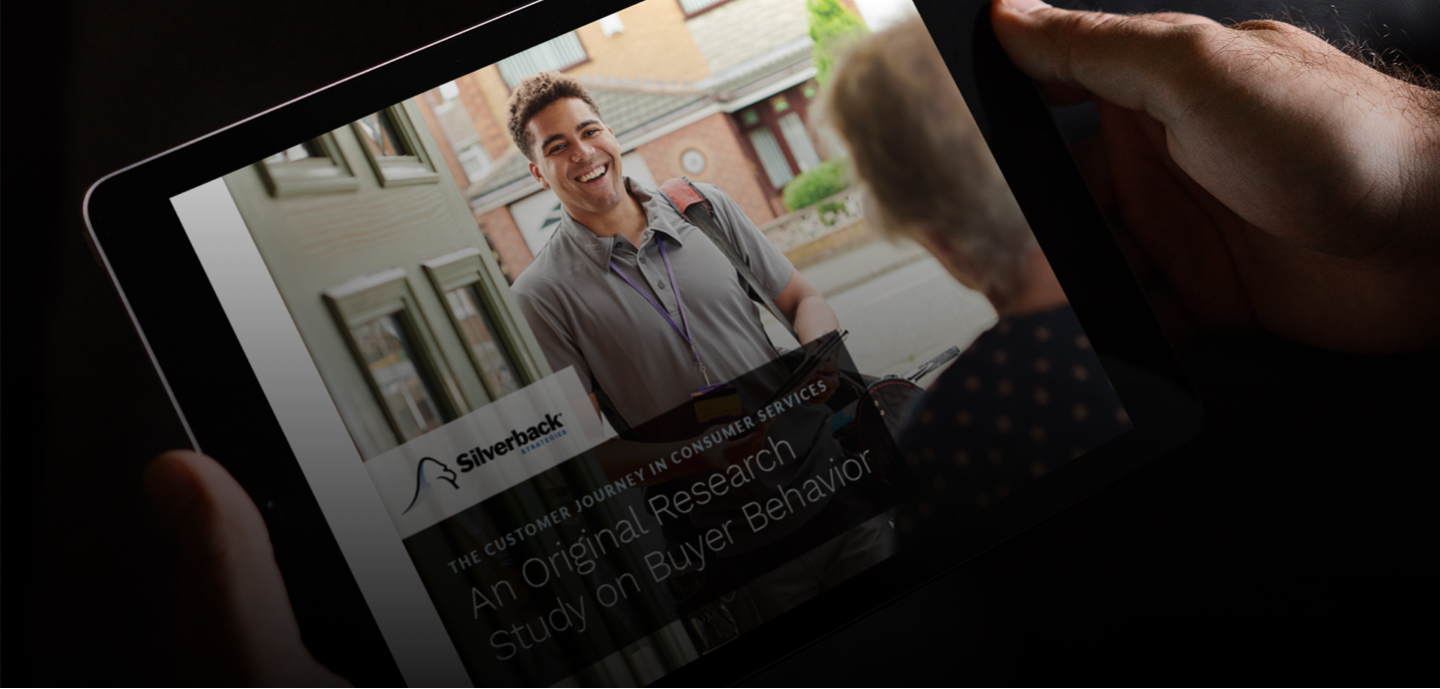 Silverback
STRATEGIES
THE CUSTOMER JOURNEY IN CONSUMER SERVICES
An Original Research
Study on Buyer Behavior